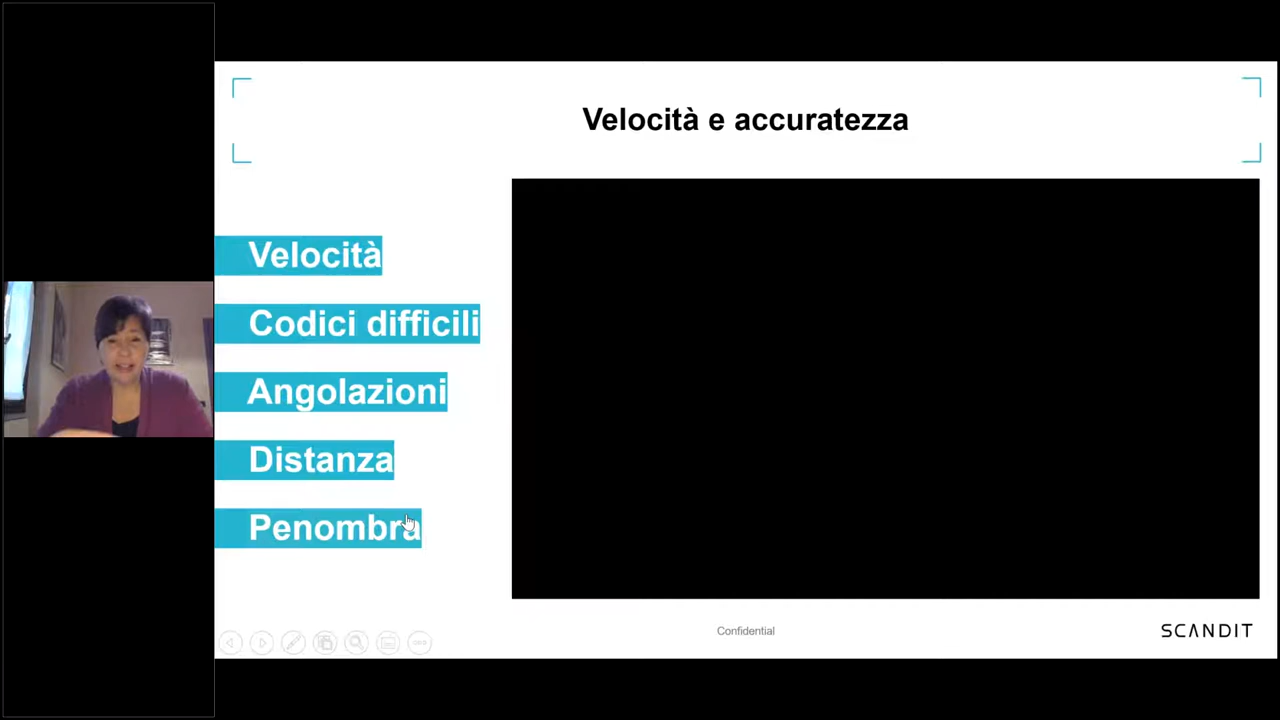 Velocità e accuratezza
Velocità
Codici difficili
Angolazioni
Distanza
Penombra
Confidential
SCANDIT